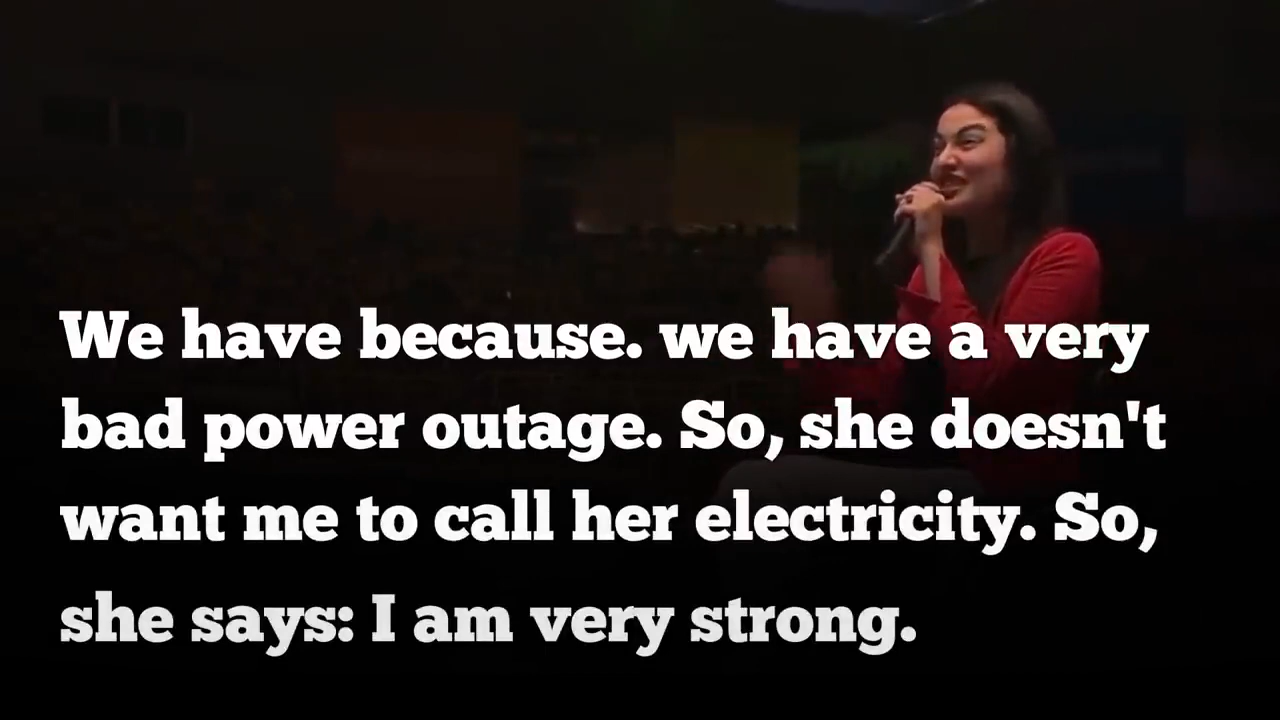 We have because. we have a very
bad power outage. So, she doesn't
want me to call her electricity. So,
she says: I am very strong.